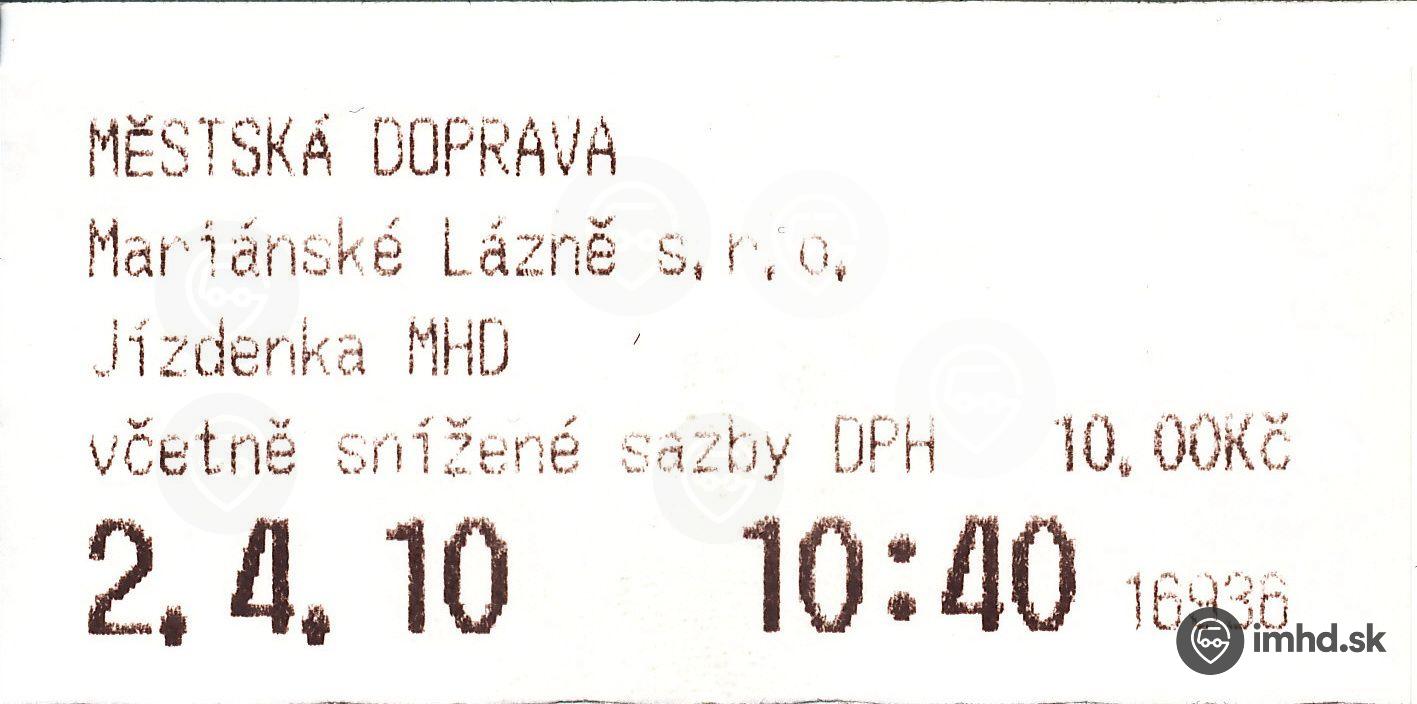 MĚSTSKÁ DOPRAVA
Mariánské Lázně s.r.o.
Jízdenka MHD
včetně snížené sazby DPH 10.00Kč
2.4.10 10:40 16936
imhd.sk